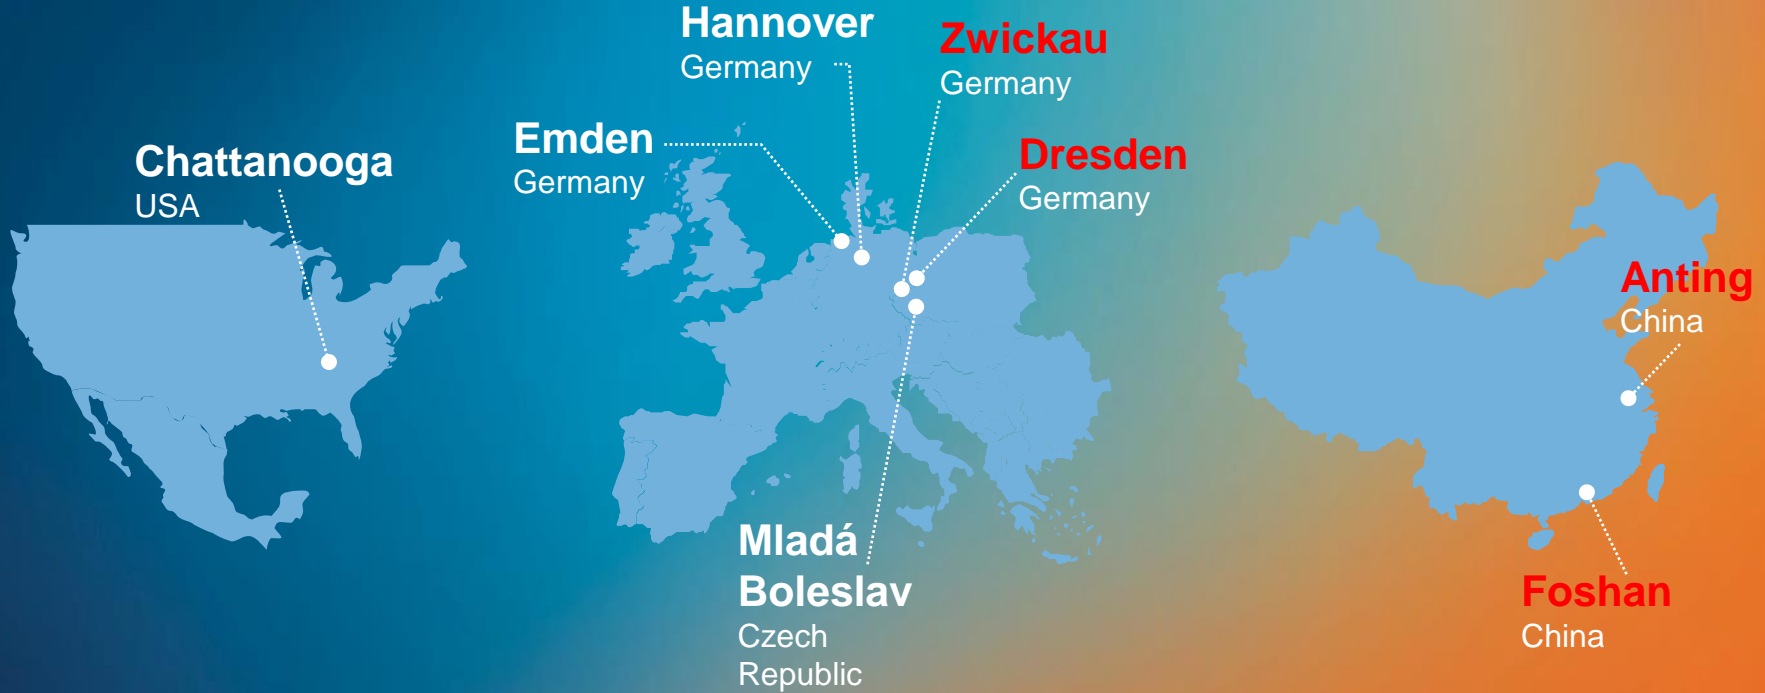 Hannover
Germany
Zwickau
Germany
Emden
Germany
Chattanooga
USA
Dresden
Germany
Anting
China
Mladá
Boleslav
Czech
Republic
Foshan
China